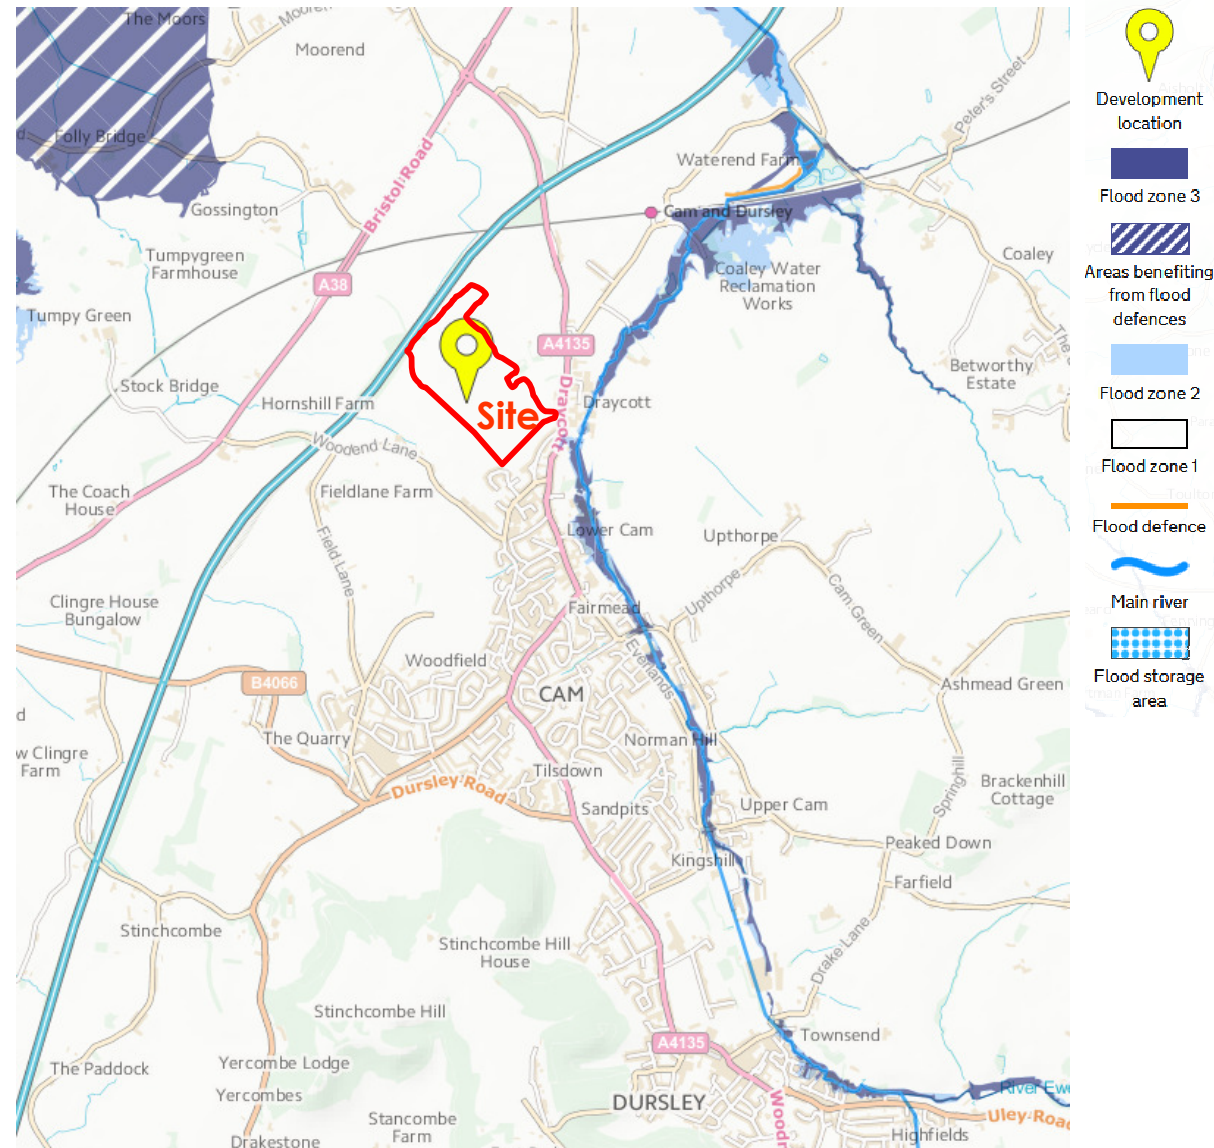 The Moors
Moorend
Peter's Street
Folly Bridge
Waterend Farm
Bristol Road
Gossington
Cam and Dursley
Tumpygreen
Farmhouse
Coaley
Coaley Water
Reclamation
Works
A38
Tumpy Green
A4135
Betworthy
Estate
Stock Bridge
Hornshill Farm
Draycott
Draycott
Site
Woodend Lane
The Coach
House
Fieldlane Farm
Lower Cam
Upthorpe
Field Lane
Upthorpe
Cam Green
Clingre House
Bungalow
Fairmead
Everlands
Woodfield
B4066
Ashmead Green
CAM
The Quarry
Norman Hill
w Clingre
Farm
Tilsdown
Dursley Road
Springhill
Brackenhill
Cottage
Sandpits
Upper Cam
Peaked Down
Kingshill
Farfield
Stinchcombe
Stinchcombe Hill
House
Drake Lane
Stinchcombe Hill
Townsend
A4135
The Paddock
Yercombe Lodge
Yercombes
DURSLEY
River Ewe
Uley Road
Stancombe
Farm
Highfields
Drakestone
Development
location
Flood zone 3
Areas benefiting
from flood
defences
Flood zone 2
Flood zone 1
Flood defence
Main river
Flood storage
area